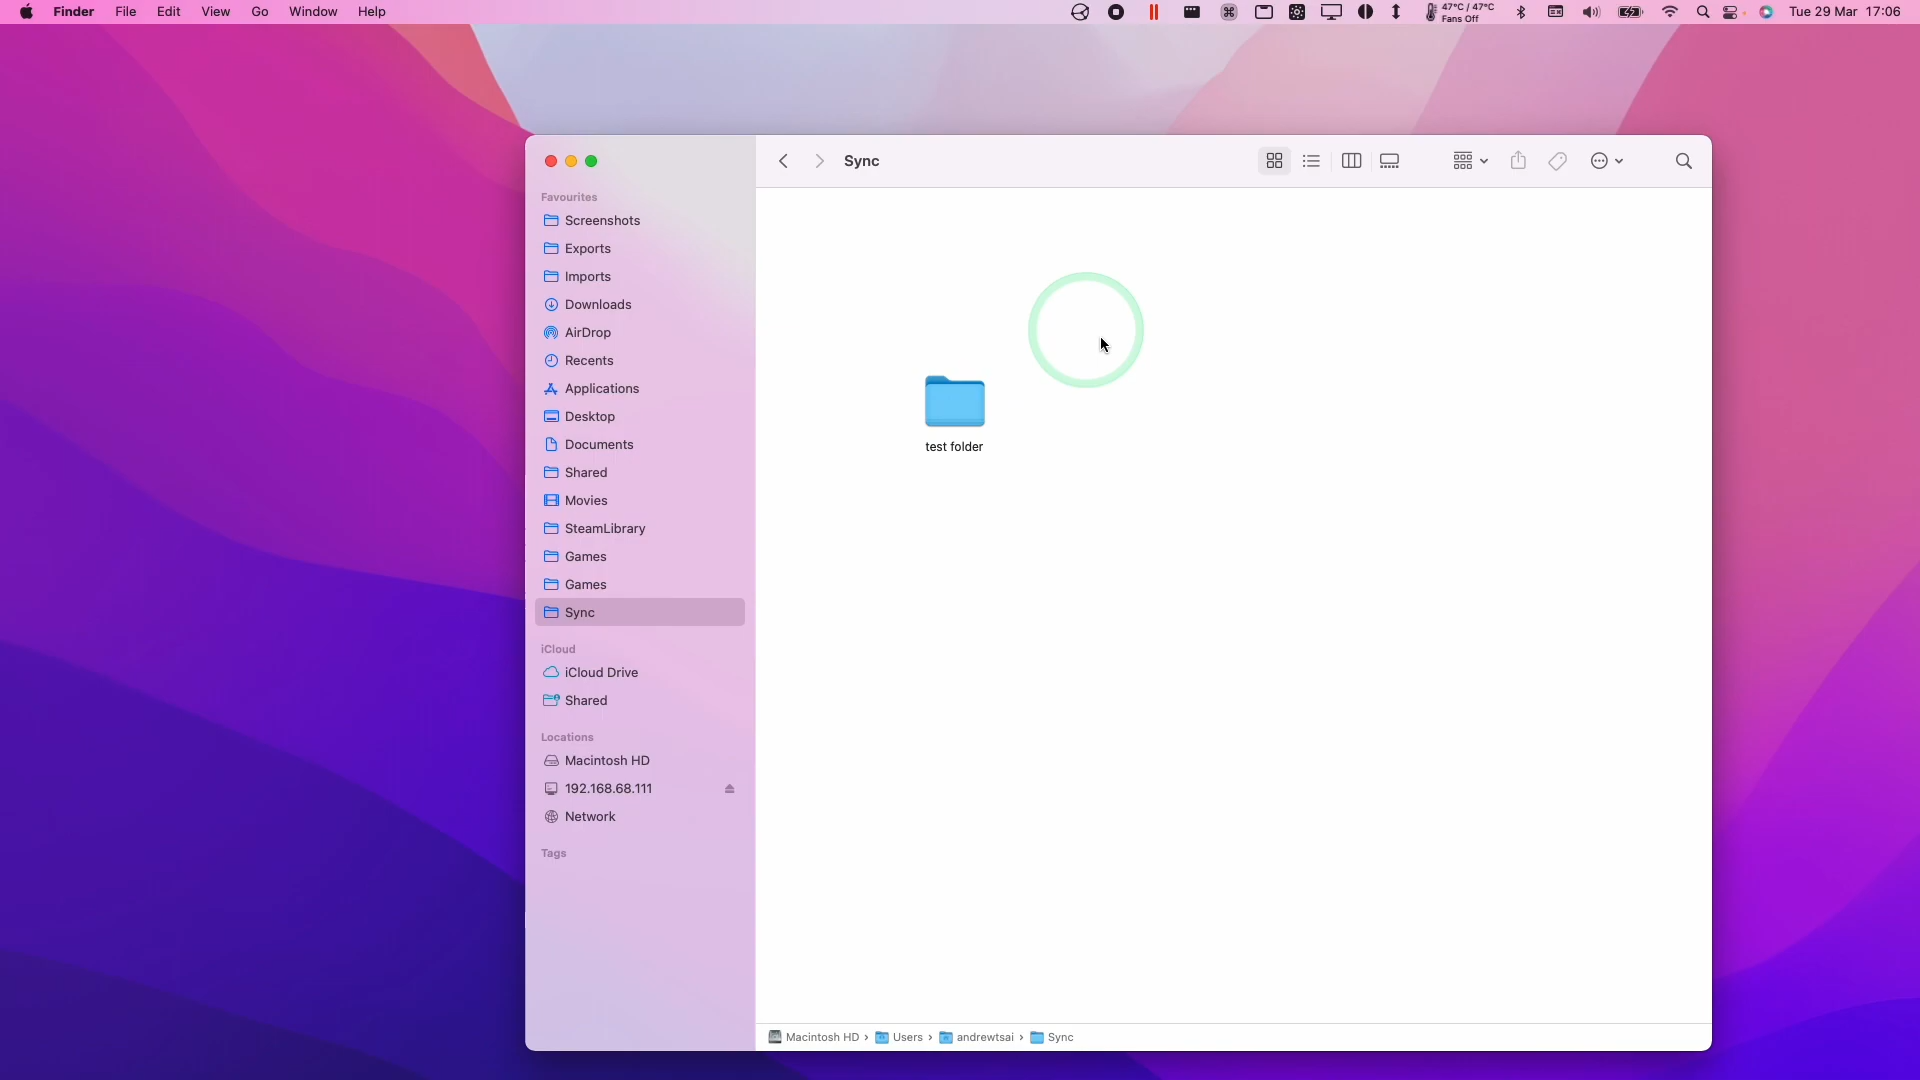 Finder File Edit View Go Window Help
47°C / 47°C
Fans Off
Tue 29 Mar 17:06
Sync
Favourites
Screenshots
Exports
Imports
Downloads
AirDrop
Recents
Applications
Desktop
Documents
Shared
Movies
SteamLibrary
Games
Games
Sync
iCloud
iCloud Drive
Shared
Locations
Macintosh HD
192.168.68.111
Network
Tags
test folder
Macintosh HD › Users › andrewtsai › Sync